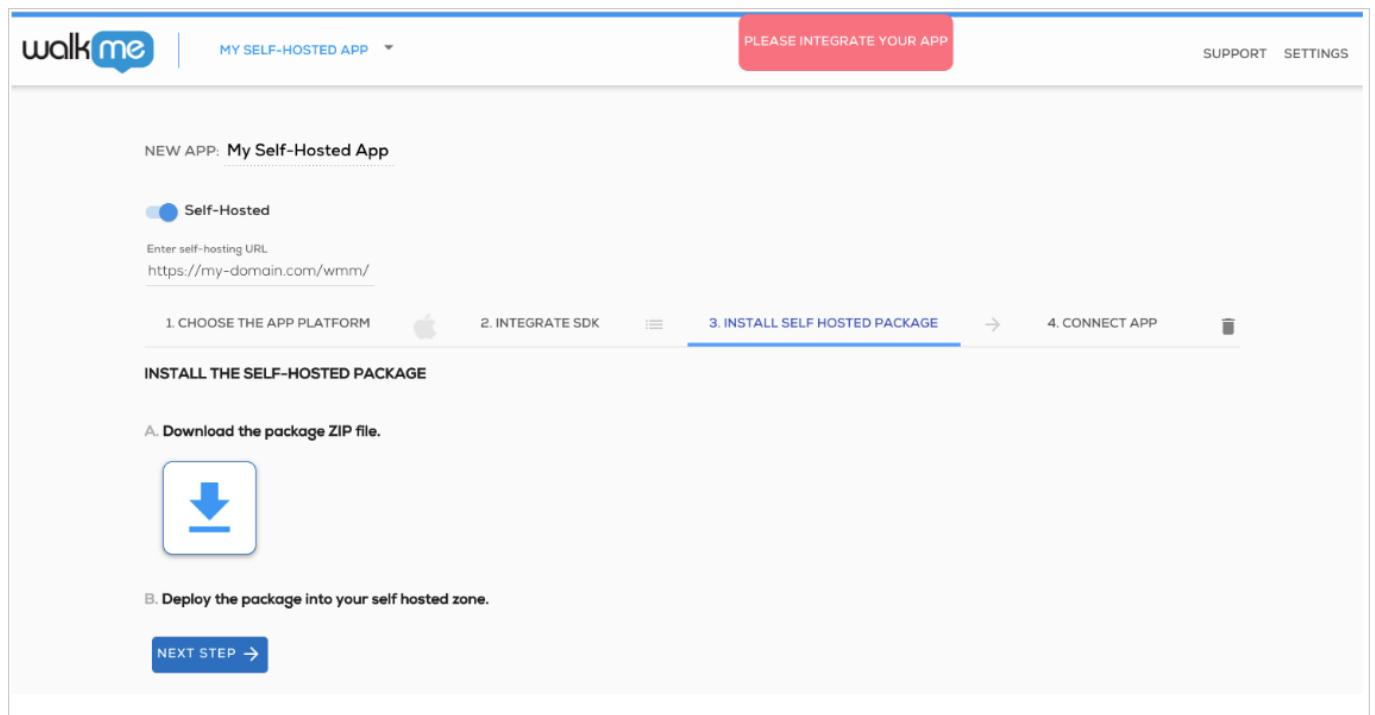 walkme
MY SELF-HOSTED APP
PLEASE INTEGRATE YOUR APP
SUPPORT SETTINGS
NEW APP: My Self-Hosted App
Self-Hosted
Enter self-hosting URL
https://my-domain.com/wmm/
1. CHOOSE THE APP PLATFORM 2. INTEGRATE SDK 3. INSTALL SELF HOSTED PACKAGE 4. CONNECT APP
INSTALL THE SELF-HOSTED PACKAGE
A. Download the package ZIP file.
B. Deploy the package into your self hosted zone.
NEXT STEP